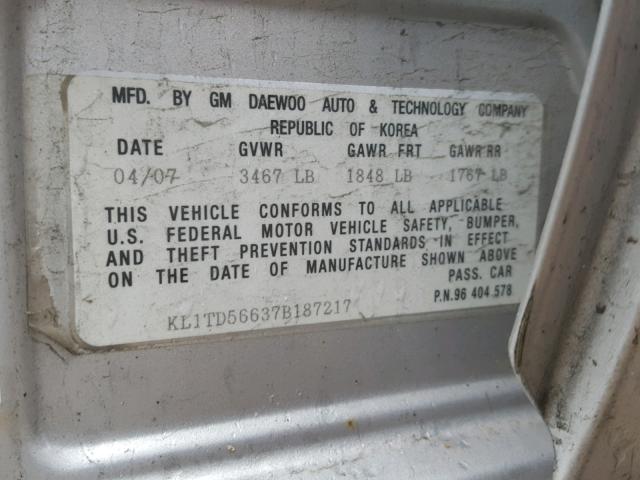 MFD. BY GM DAEWOO AUTO & TECHNOLOGY COMPANY
REPUBLIC OF KOREA
DATE GVWR GAWR FRT GAWR RR
04/07 3467 LB 1848 LB 1767 LB
THIS VEHICLE CONFORMS TO ALL APPLICABLE
U.S. FEDERAL MOTOR VEHICLE SAFETY, BUMPER,
AND THEFT PREVENTION STANDARDS IN EFFECT
ON THE DATE OF MANUFACTURE SHOWN ABOVE
PASS. CAR
P.N.96 404 578
KL1TD56637B187217